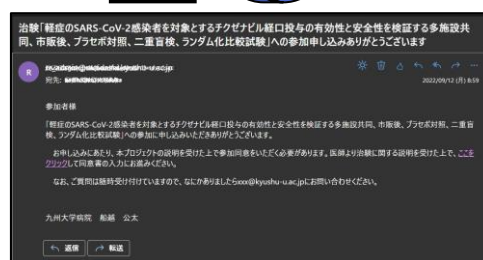 治験「軽症のSARS-CoV-2感染者を対象とするチクゼナビル経口投与の有効性と安全性を検証する多施設共
同、市販後、プラセボ対照、二重盲検、ランダム化比較試験」への参加申し込みありがとうございます
R
宛先:
2022/09/12 (月) 8:59
参加者様
「軽症のSARS-CoV-2感染者を対象とするチクゼナビル経口投与の有効性と安全性を検証する多施設共同、市販後、プラセボ対照、二重盲
検、ランダム化比較試験」への参加に申し込みいただきありがとうございます。
お申し込みにあたり、本プロジェクトの説明を受けた上で参加同意をいただく必要があります。医師より治験に関する説明を受けた上で、ここを
クリックして同意書の入力にお進みください。
なお、ご質問は随時受け付けていますので、なにかありましたらxxx@kyushu-u.ac.jpにお問い合わせください。
九州大学病院 船越 公太
返信 転送